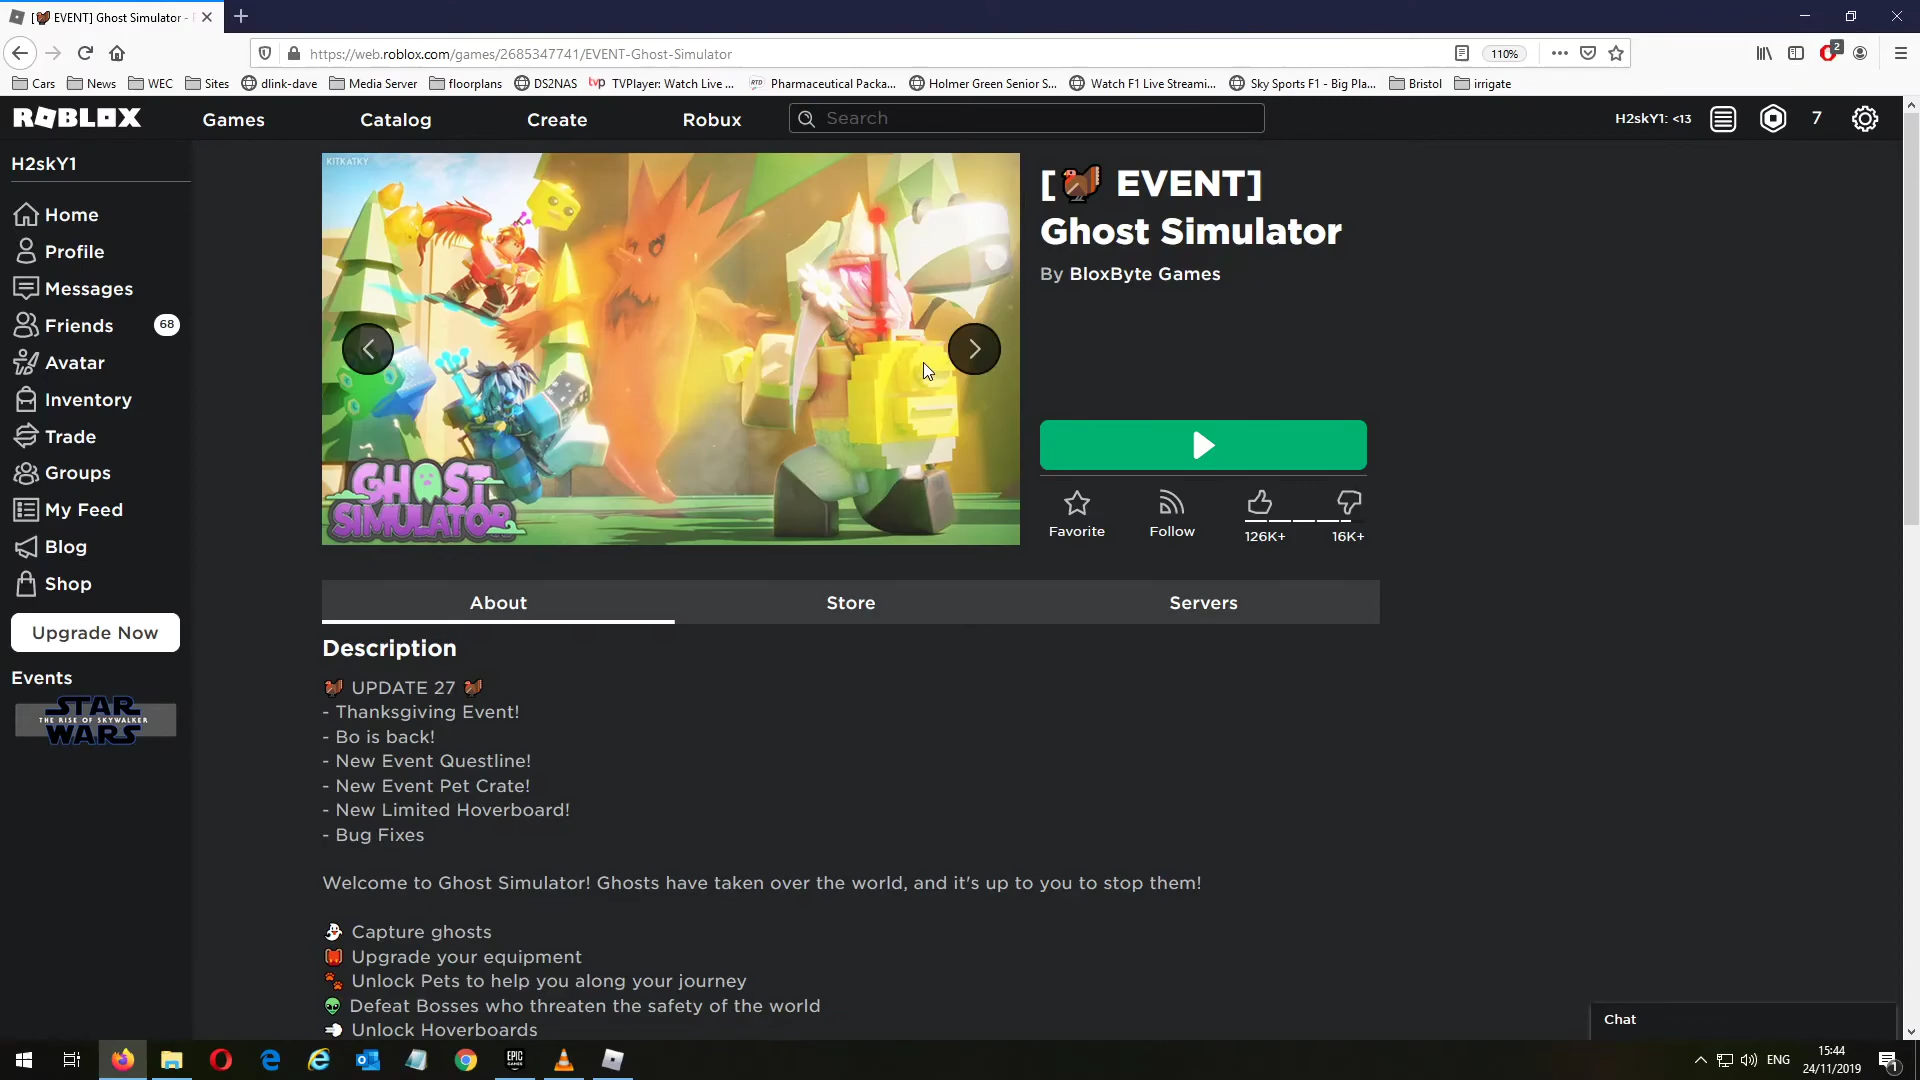 [🦃 EVENT] Ghost Simulator -
https://web.roblox.com/games/2685347741/EVENT-Ghost-Simulator
110%
2
Cars
News
WEC
Sites
dlink-dave
Media Server
floorplans
DS2NAS
tvp TVPlayer: Watch Live ...
RTD Pharmaceutical Packa...
Holmer Green Senior S...
Watch F1 Live Streami...
Sky Sports F1 - Big Pla...
Bristol
irrigate
ROBLOX
Games
Catalog
Create
Robux
Search
H2skY1: <13
7
H2skY1
Home
Profile
Messages
Friends 68
Avatar
Inventory
Trade
Groups
My Feed
Blog
Shop
Upgrade Now
Events
STAR
THE RISE OF SKYWALKER
WARS
KITKATKY
GHOST
SIMULATOR
[🦃 EVENT]
Ghost Simulator
By BloxByte Games
Favorite
Follow
126K+
16K+
About
Store
Servers
Description
🦃 UPDATE 27 🦃
- Thanksgiving Event!
- Bo is back!
- New Event Questline!
- New Event Pet Crate!
- New Limited Hoverboard!
- Bug Fixes
Welcome to Ghost Simulator! Ghosts have taken over the world, and it's up to you to stop them!
Capture ghosts
Upgrade your equipment
Unlock Pets to help you along your journey
Defeat Bosses who threaten the safety of the world
Unlock Hoverboards
Chat
EPIC
GAMES
ENG
15:44
24/11/2019
1